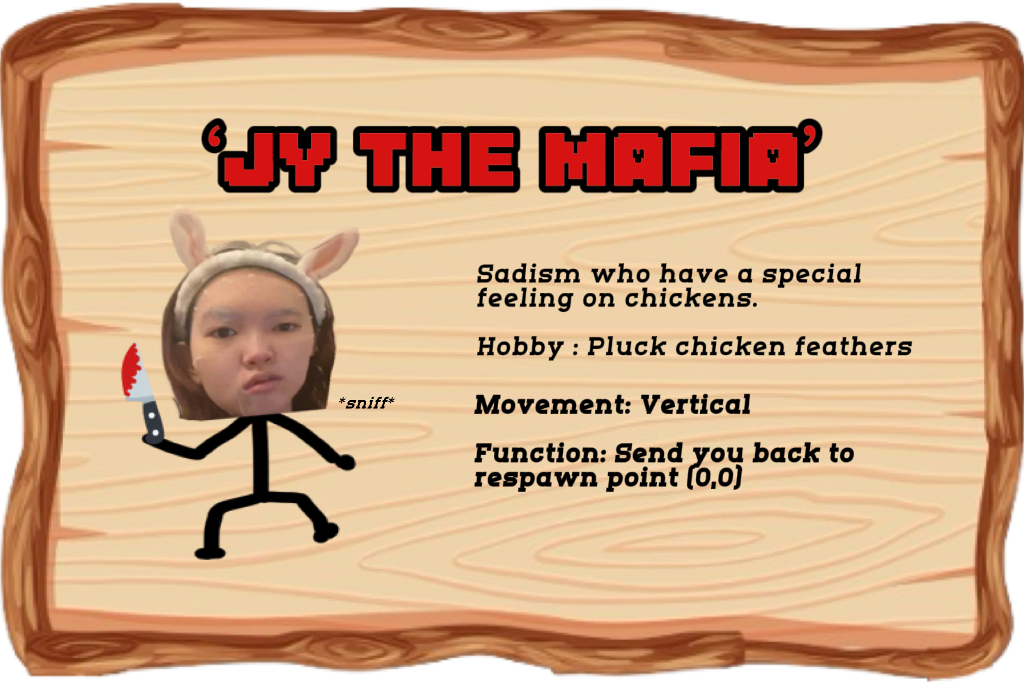 ‘JY THE MAFIA’
Sadism who have a special
feeling on chickens.
Hobby : Pluck chicken feathers
*sniff*
Movement: Vertical
Function: Send you back to
respawn point (0,0)